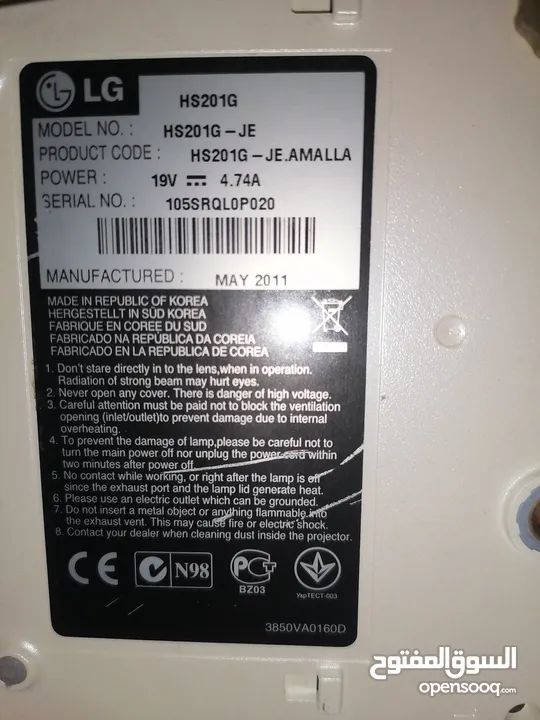 LG
HS201G
MODEL NO. : HS201G-JE
PRODUCT CODE : HS201G-JE.AMALLA
POWER : 19V ⎓ 4.74A
SERIAL NO. : 105SRQL0P020
MANUFACTURED : MAY 2011
MADE IN REPUBLIC OF KOREA
HERGESTELLT IN SÜD KOREA
FABRIQUE EN COREE DU SUD
FABRICADO NA REPÚBLICA DA COREIA
FABRICADO EN LA REPUBLICA DE COREA
1. Don't stare directly in to the lens,when in operation.
Radiation of strong beam may hurt eyes.
2. Never open any cover. There is danger of high voltage.
3. Careful attention must be paid not to block the ventilation
opening (inlet/outlet)to prevent damage due to internal
overheating.
4. To prevent the damage of lamp,please be careful not to
turn the main power off nor unplug the power cord within
two minutes after power off.
5. No contact while working, or right after the lamp is off
since the exhaust port and the lamp lid generate heat.
6. Please use an electric outlet which can be grounded.
7. Do not insert a metal object or anything flammable into
the exhaust vent. This may cause fire or electric shock.
8. Contact your dealer when cleaning dust inside the projector.
CE N98 PCT
BZ03 УкрТЕСТ-003
3850VA0160D
السوق المفتوح
opensooq.com